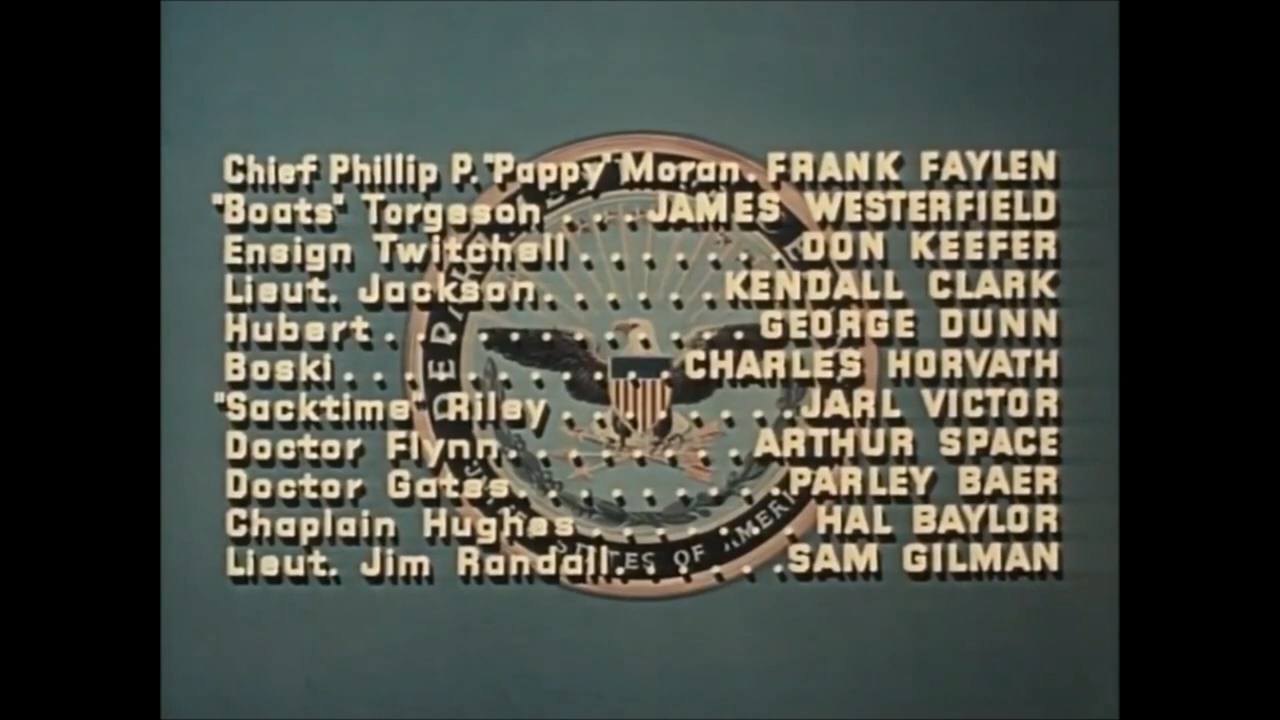 Chief Phillip P. "Pappy" Moran . FRANK FAYLEN
"Boats" Torgeson . . . . JAMES WESTERFIELD
Ensign Twitchell . . . . . . . DON KEEFER
Lieut. Jackson . . . . . . KENDALL CLARK
Hubert . . . . . . . . . . . . GEORGE DUNN
Boski . . . . . . . . . . . CHARLES HORVATH
"Sacktime" Riley . . . . . . . . JARL VICTOR
Doctor Flynn . . . . . . . . ARTHUR SPACE
Doctor Gates . . . . . . . . . PARLEY BAER
Chaplain Hughes . . . . . . . HAL BAYLOR
Lieut. Jim Randall . . . . . . SAM GILMAN
OF AMERI